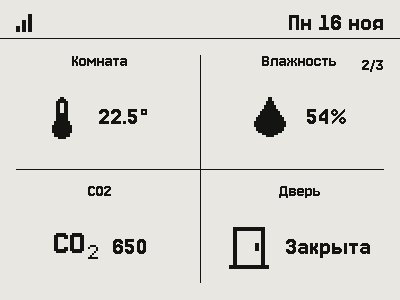 Пн 16 ноя
Комната
Влажность
2/3
22.5°
54%
CO2
Дверь
CO2 650
Закрыта